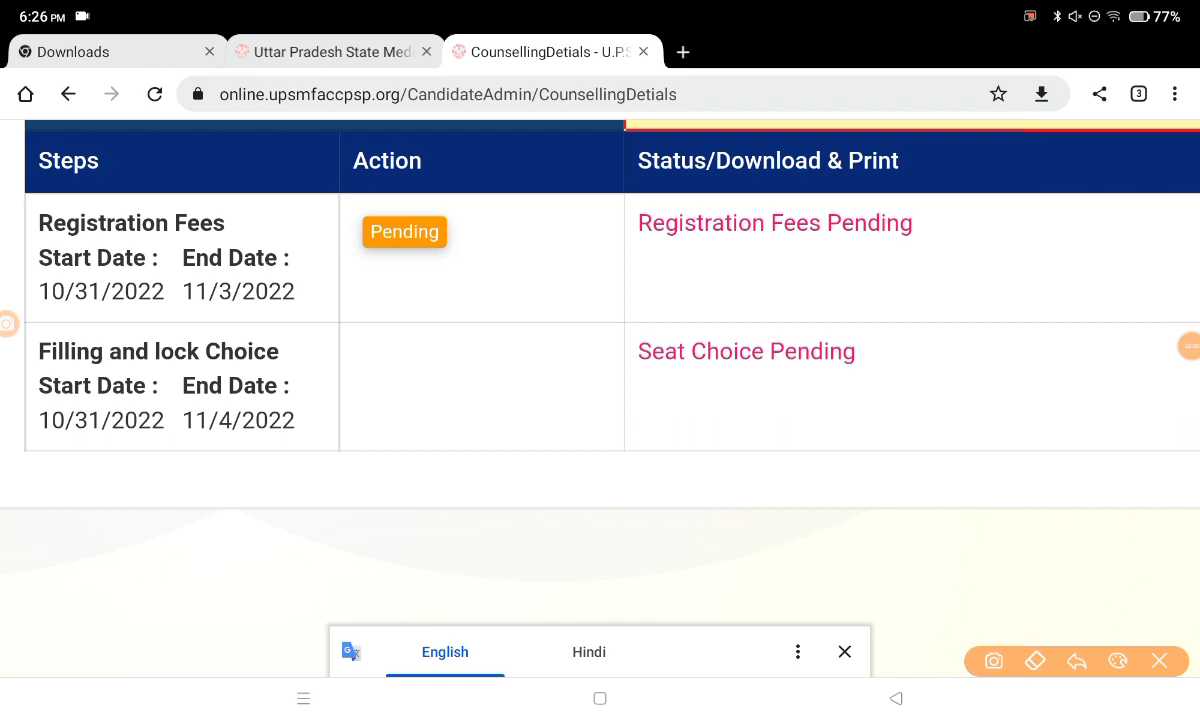 6:26 PM
77%
Downloads
Uttar Pradesh State Med
CounsellingDetials - U.P.S
online.upsmfaccpsp.org/CandidateAdmin/CounsellingDetials
3
Steps
Action
Status/Download & Print
Registration Fees
Start Date : End Date :
10/31/2022 11/3/2022
Pending
Registration Fees Pending
Filling and lock Choice
Start Date : End Date :
10/31/2022 11/4/2022
Seat Choice Pending
English
Hindi